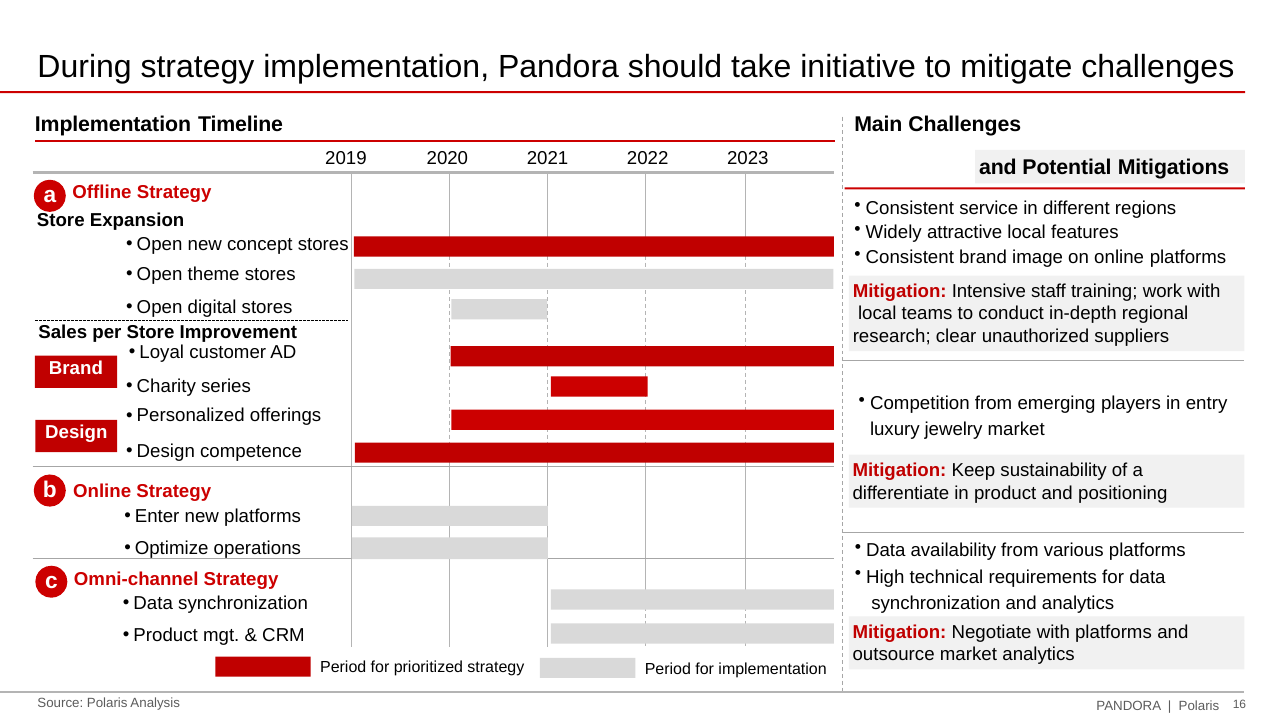 During strategy implementation, Pandora should take initiative to mitigate challenges
Implementation Timeline
2019 2020 2021 2022 2023
a Offline Strategy
Store Expansion
• Open new concept stores
• Open theme stores
• Open digital stores
Sales per Store Improvement
Brand
• Loyal customer AD
• Charity series
Design
• Personalized offerings
• Design competence
b Online Strategy
• Enter new platforms
• Optimize operations
c Omni-channel Strategy
• Data synchronization
• Product mgt. & CRM
Period for prioritized strategy
Period for implementation
Main Challenges
and Potential Mitigations
• Consistent service in different regions
• Widely attractive local features
• Consistent brand image on online platforms
Mitigation: Intensive staff training; work with
local teams to conduct in-depth regional
research; clear unauthorized suppliers
• Competition from emerging players in entry
luxury jewelry market
Mitigation: Keep sustainability of a
differentiate in product and positioning
• Data availability from various platforms
• High technical requirements for data
synchronization and analytics
Mitigation: Negotiate with platforms and
outsource market analytics
Source: Polaris Analysis
PANDORA | Polaris 16